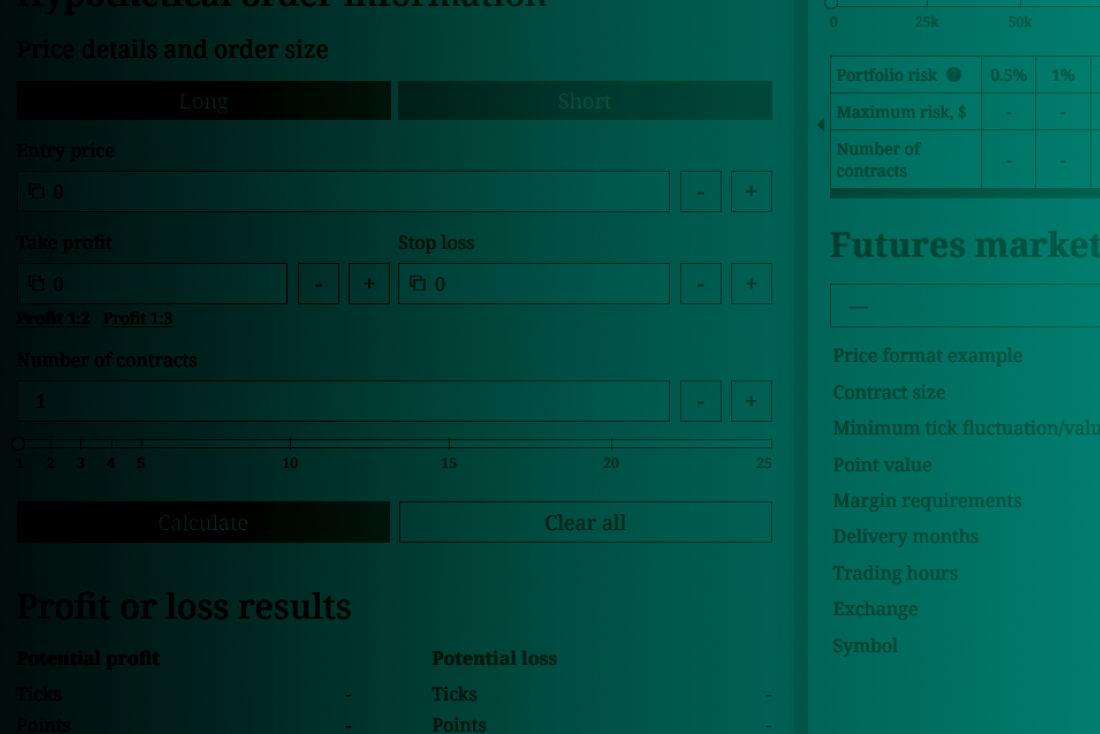 Hypothetical order information
Price details and order size
Long Short
Entry price
0 - +
Take profit Stop loss
0 - + 0 - +
Profit 1:2 Profit 1:3
Number of contracts
1 - +
1 2 3 4 5 10 15 20 25
Calculate Clear all
Profit or loss results
Potential profit Potential loss
Ticks - Ticks -
Points - Points -
0 25k 50k
Portfolio risk 0.5% 1%
Maximum risk, $ - -
Number of - -
contracts
Futures market
—
Price format example
Contract size
Minimum tick fluctuation/valu
Point value
Margin requirements
Delivery months
Trading hours
Exchange
Symbol